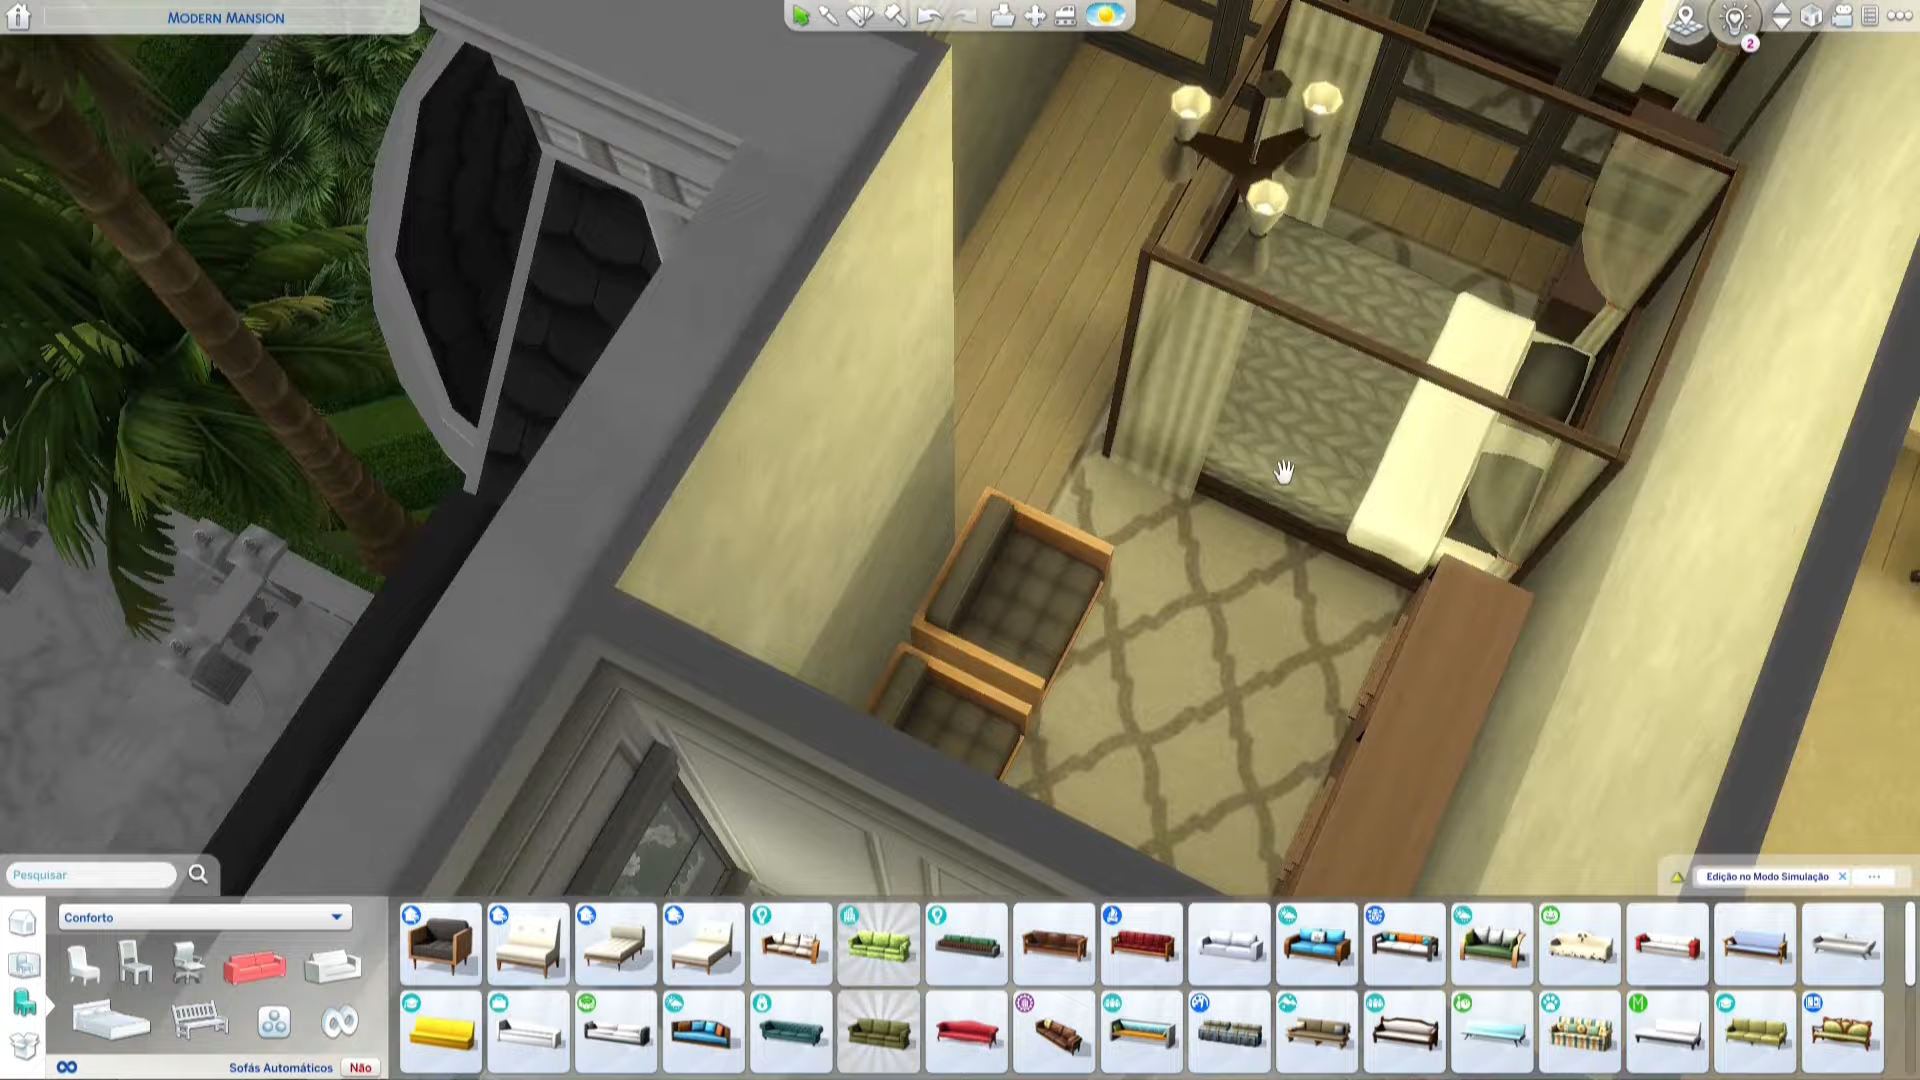 MODERN MANSION
2
Pesquisar
Edição no Modo Simulação
Conforto
Sofás Automáticos
Não